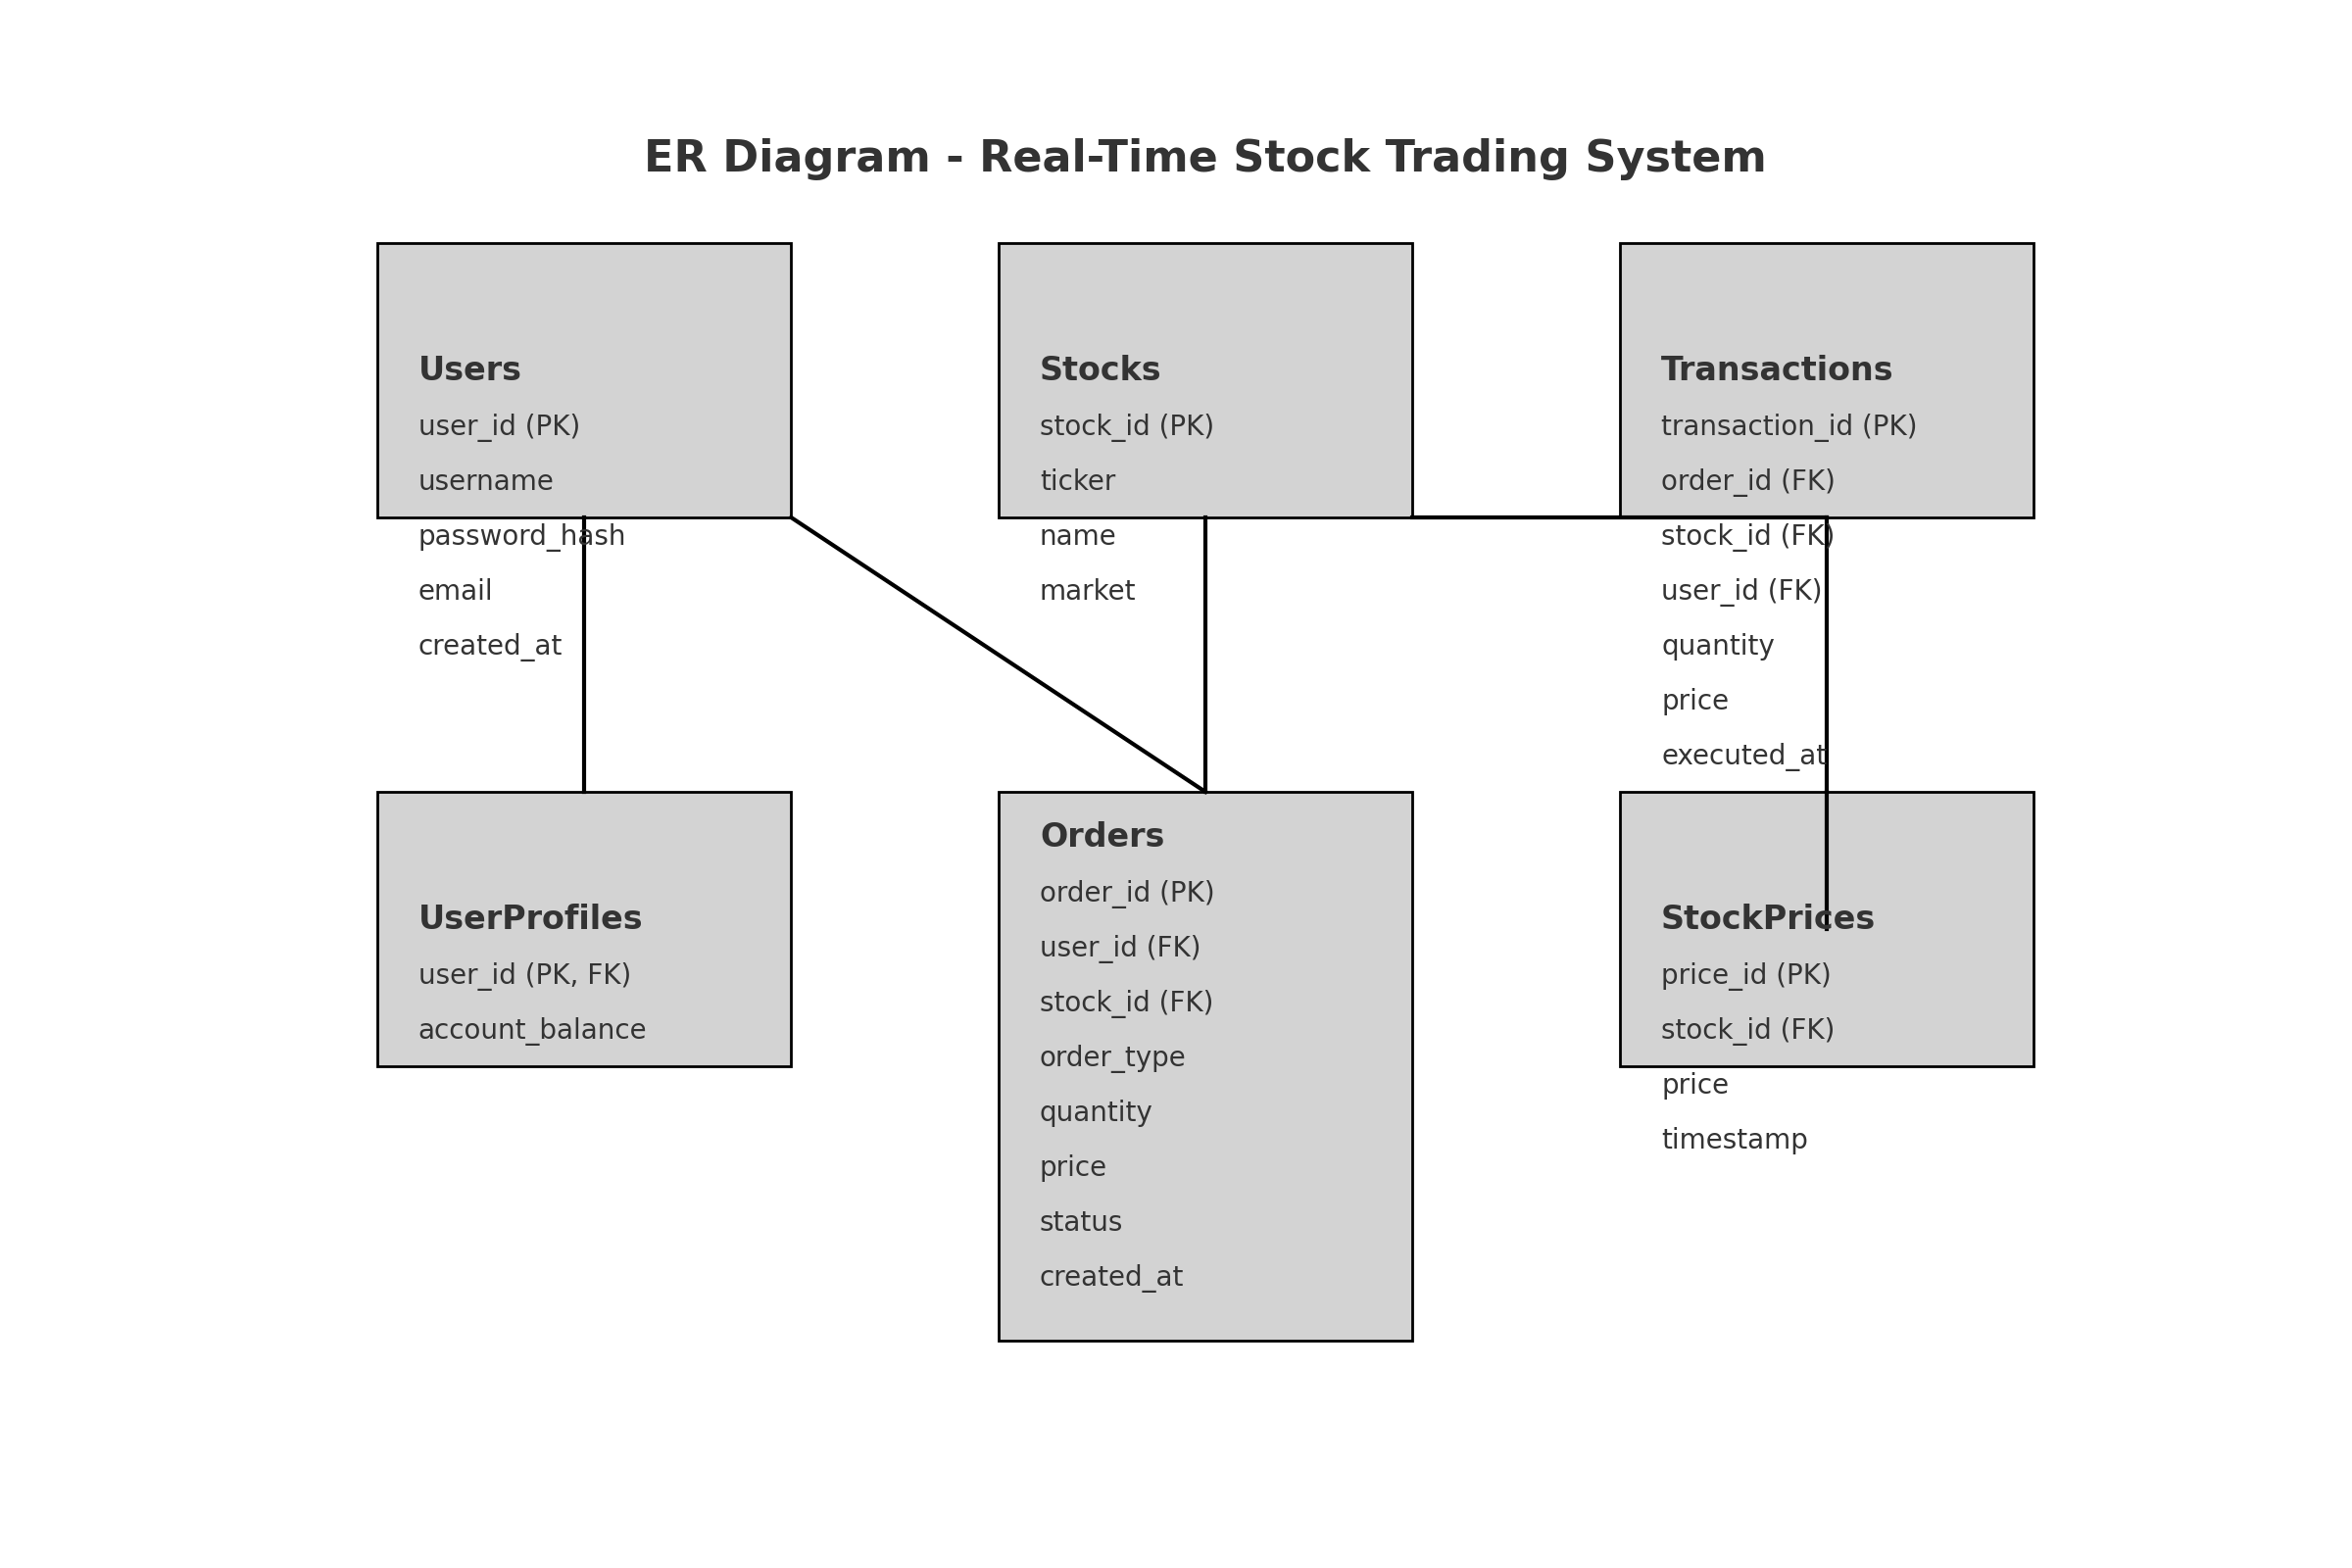 ER Diagram - Real-Time Stock Trading System
Users
user_id (PK)
username
password_hash
email
created_at
Stocks
stock_id (PK)
ticker
name
market
Transactions
transaction_id (PK)
order_id (FK)
stock_id (FK)
user_id (FK)
quantity
price
executed_at
UserProfiles
user_id (PK, FK)
account_balance
Orders
order_id (PK)
user_id (FK)
stock_id (FK)
order_type
quantity
price
status
created_at
StockPrices
price_id (PK)
stock_id (FK)
price
timestamp